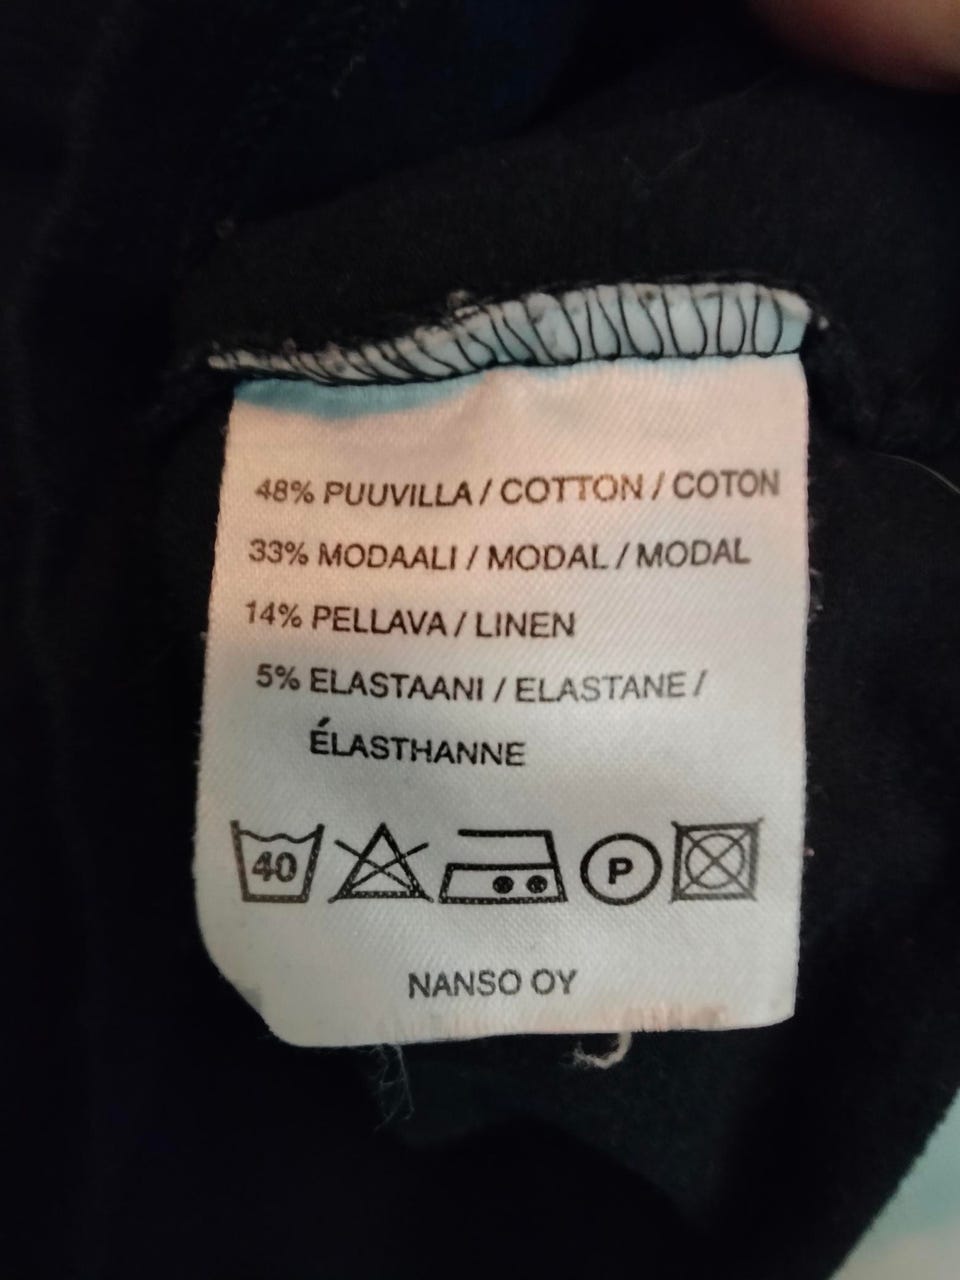 48% PUUVILLA / COTTON / COTON
33% MODAALI / MODAL / MODAL
14% PELLAVA / LINEN
5% ELASTAANI / ELASTANE /
ÉLASTHANNE
40 P
NANSO OY